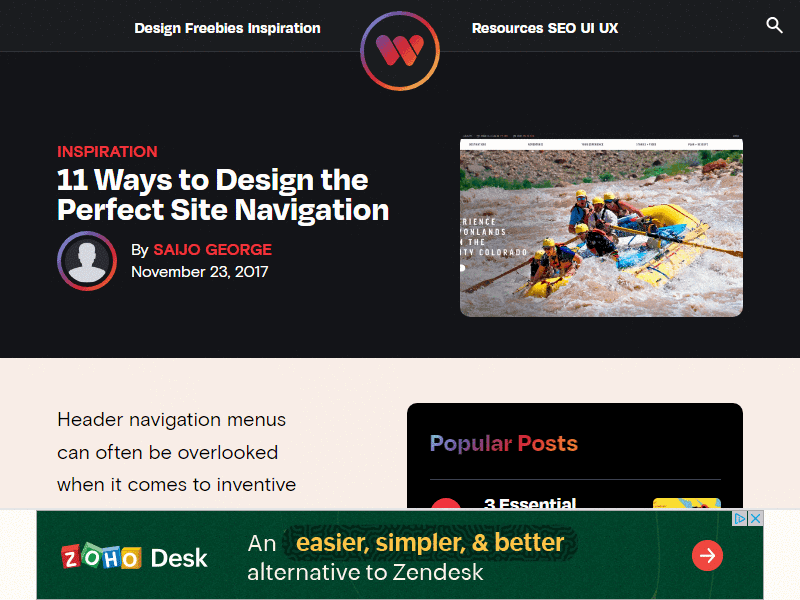 Design Freebies Inspiration
Resources SEO UI UX
INSPIRATION
11 Ways to Design the
Perfect Site Navigation
By SAIJO GEORGE
November 23, 2017
RIENCE
YONLANDS
N THE
TY COLORADO
Header navigation menus
can often be overlooked
when it comes to inventive
Popular Posts
3 Essential
ZOHO Desk
An easier, simpler, & better
alternative to Zendesk